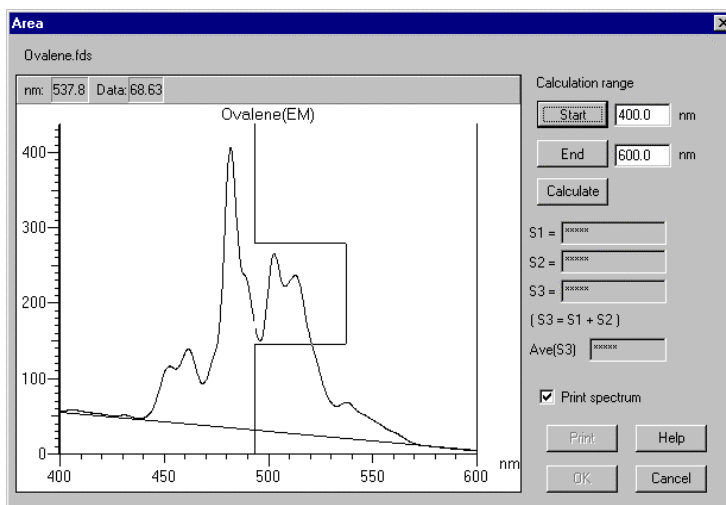 Area
Ovalene.fds
nm: 537.8 Data: 68.63
Ovalene(EM)
400
300
200
100
0
400 450 500 550 600
nm
Calculation range
Start 400.0 nm
End 600.0 nm
Calculate
S1 = *****
S2 = *****
S3 = *****
( S3 = S1 + S2 )
Ave(S3) *****
Print spectrum
Print Help
OK Cancel